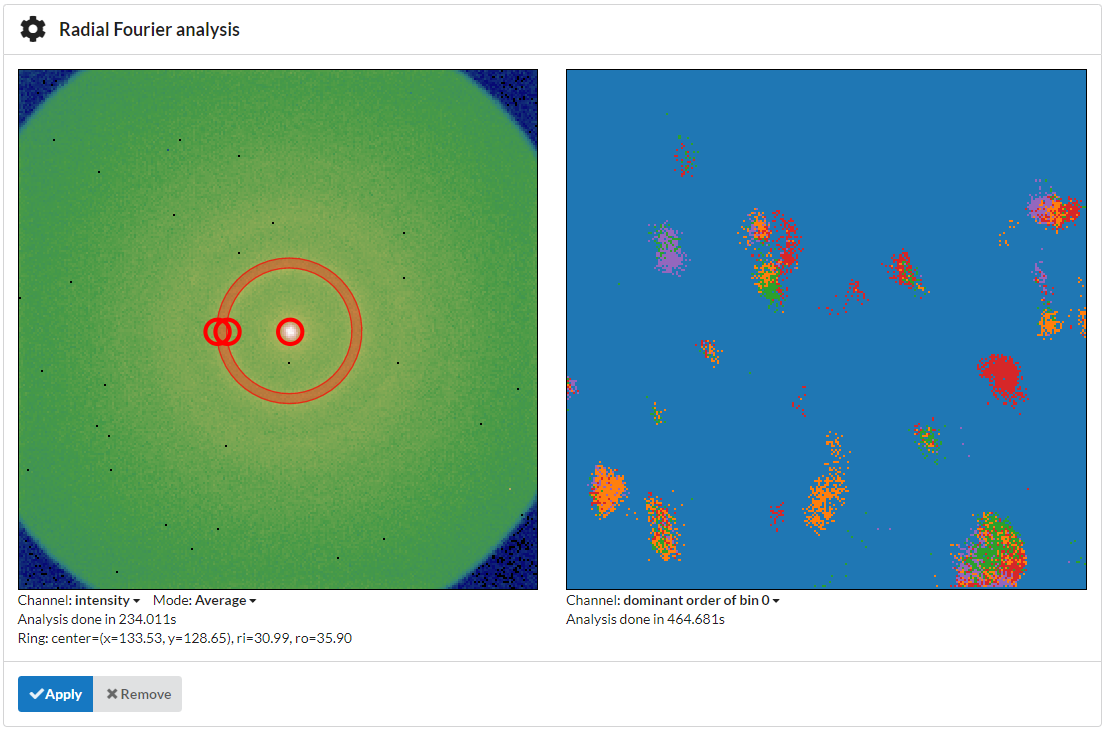 Radial Fourier analysis
Channel: intensity Mode: Average
Analysis done in 234.011s
Ring: center=(x=133.53, y=128.65), ri=30.99, ro=35.90
Channel: dominant order of bin 0
Analysis done in 464.681s
Apply Remove